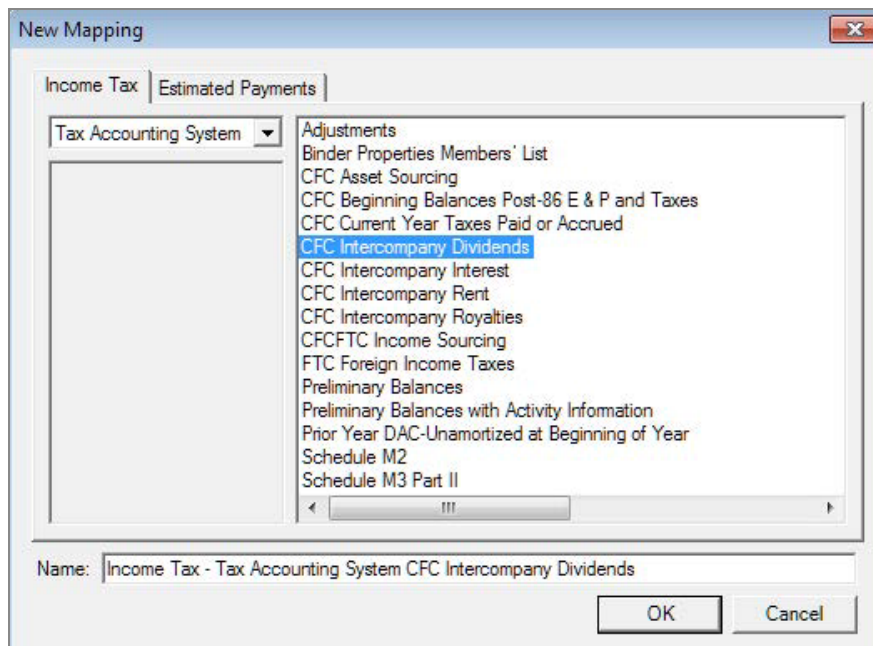 New Mapping
Income Tax
Estimated Payments
Tax Accounting System
Adjustments
Binder Properties Members' List
CFC Asset Sourcing
CFC Beginning Balances Post-86 E & P and Taxes
CFC Current Year Taxes Paid or Accrued
CFC Intercompany Dividends
CFC Intercompany Interest
CFC Intercompany Rent
CFC Intercompany Royalties
CFCFTC Income Sourcing
FTC Foreign Income Taxes
Preliminary Balances
Preliminary Balances with Activity Information
Prior Year DAC-Unamortized at Beginning of Year
Schedule M2
Schedule M3 Part II
Name: Income Tax - Tax Accounting System CFC Intercompany Dividends
OK Cancel